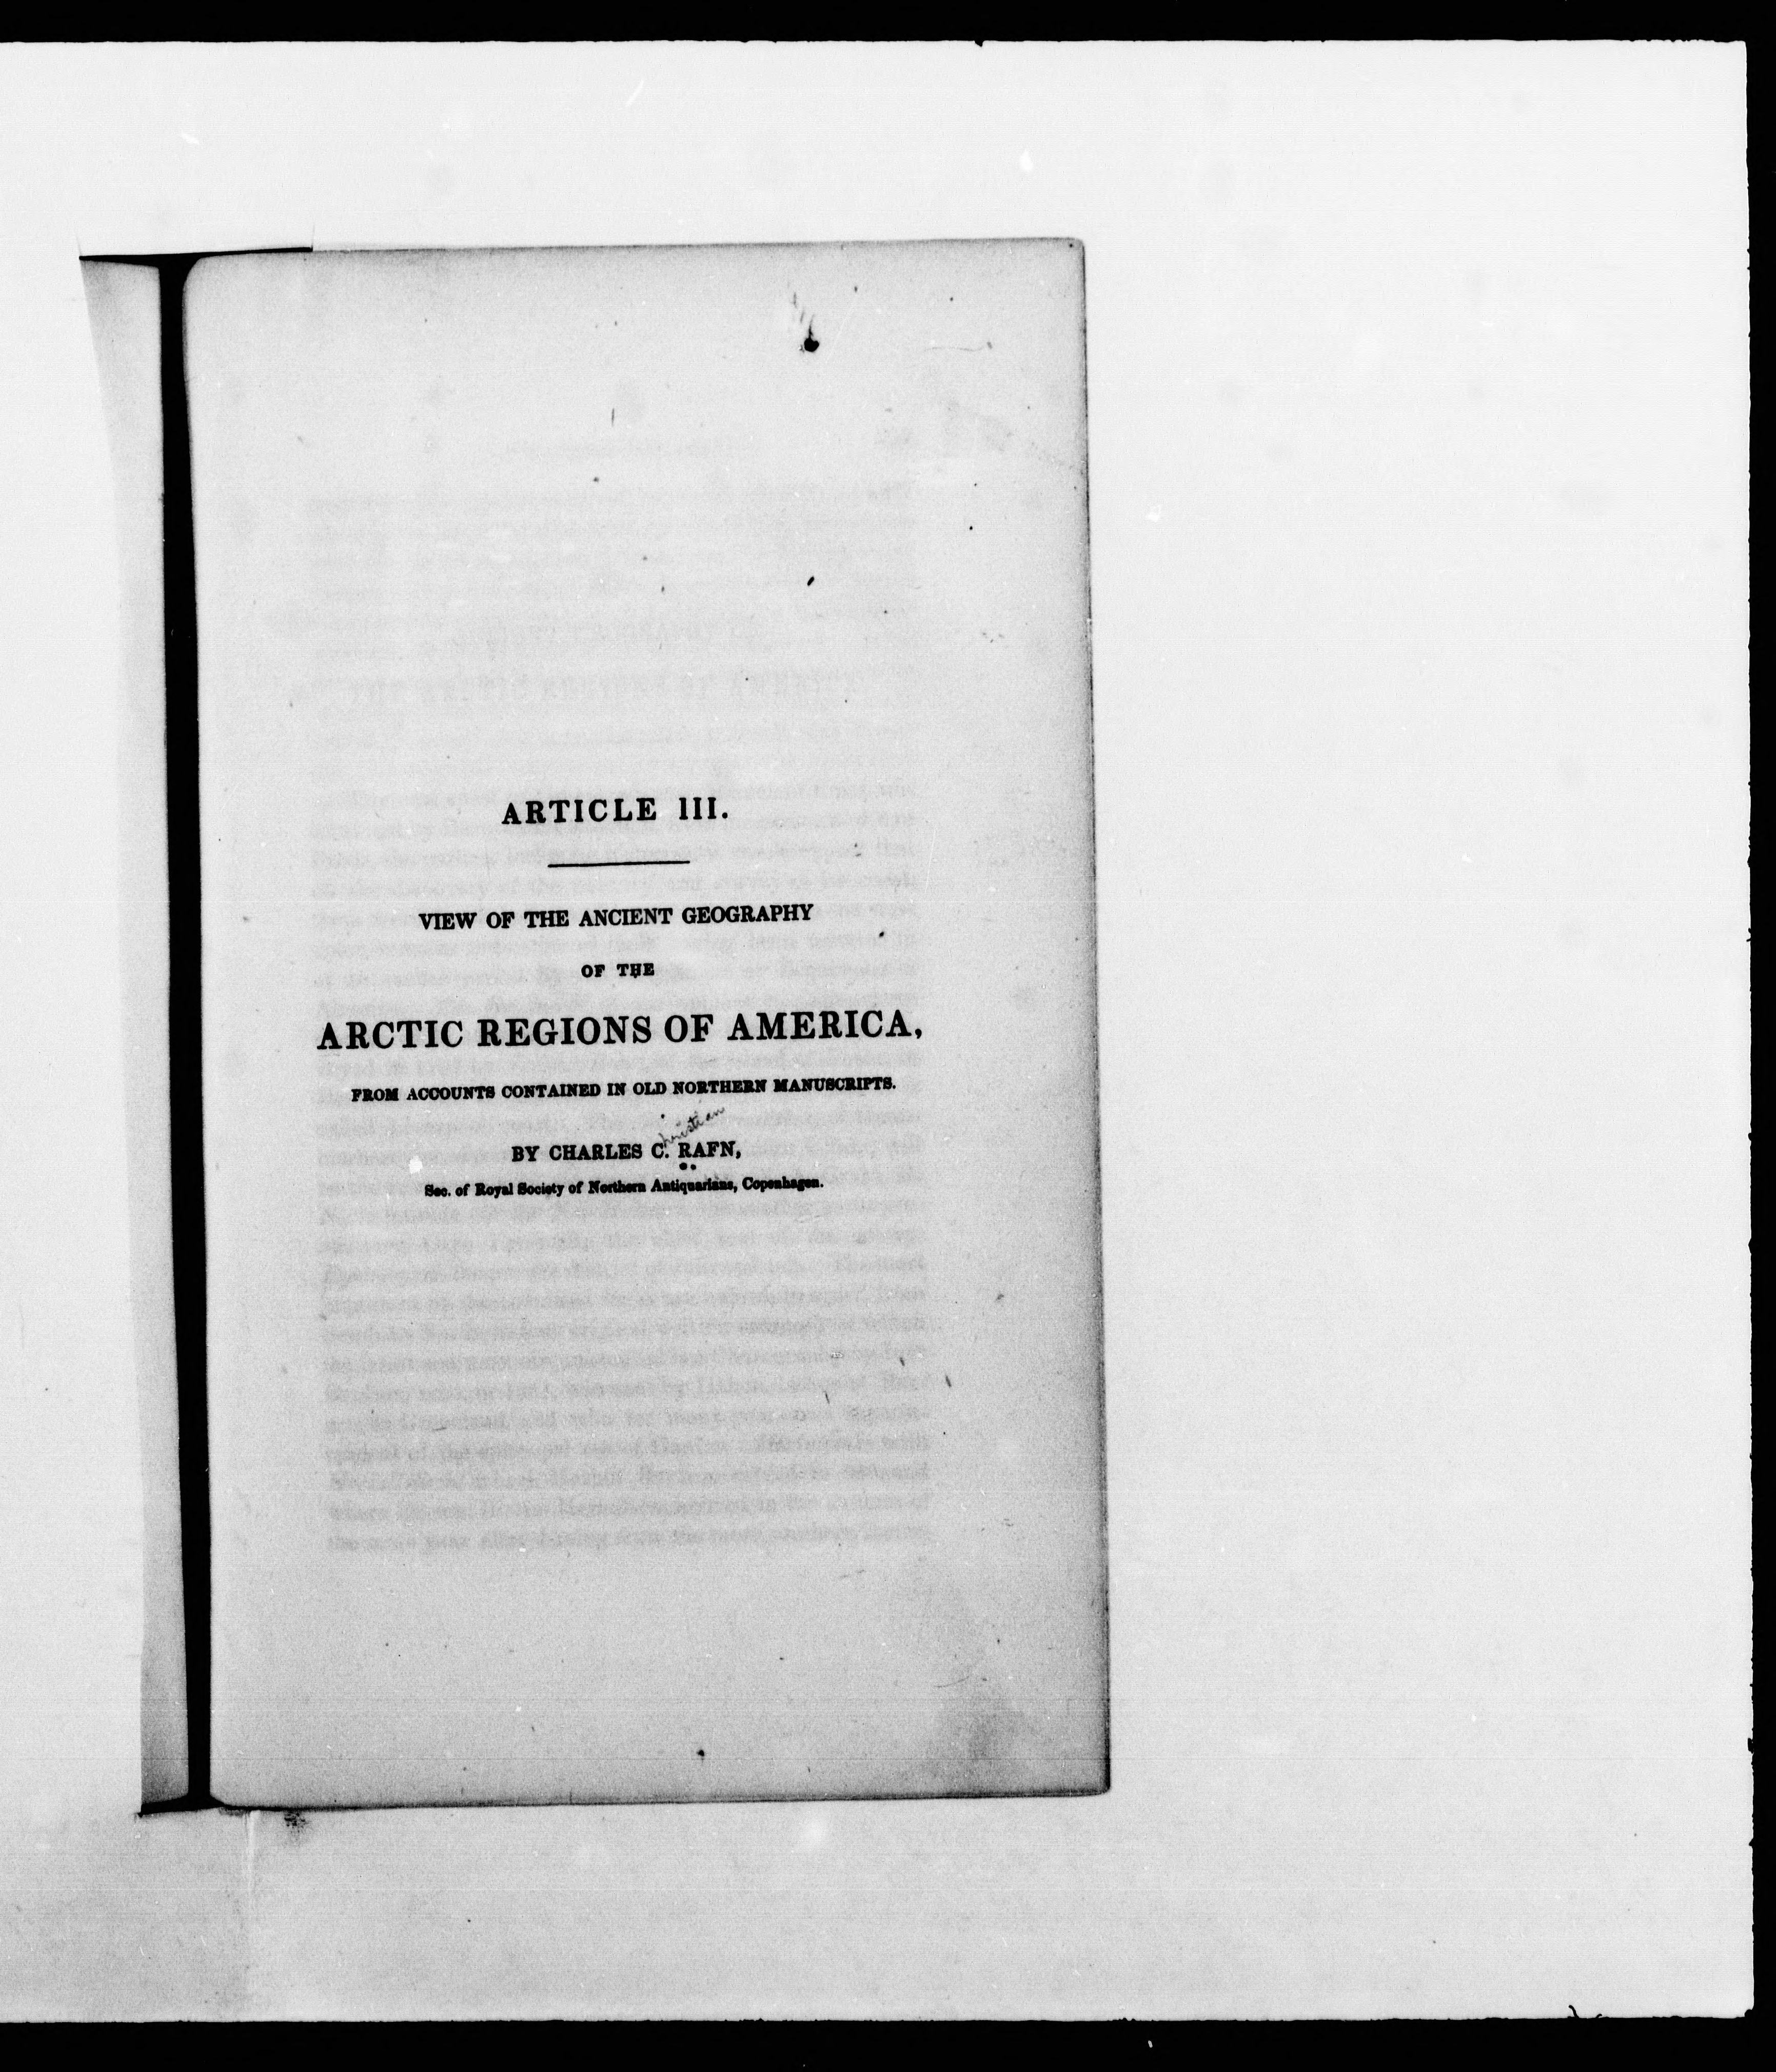 ARTICLE III.
VIEW OF THE ANCIENT GEOGRAPHY
OF THE
ARCTIC REGIONS OF AMERICA,
FROM ACCOUNTS CONTAINED IN OLD NORTHERN MANUSCRIPTS.
hristian
BY CHARLES C. RAFN,
Sec. of Royal Society of Northern Antiquarians, Copenhagen.